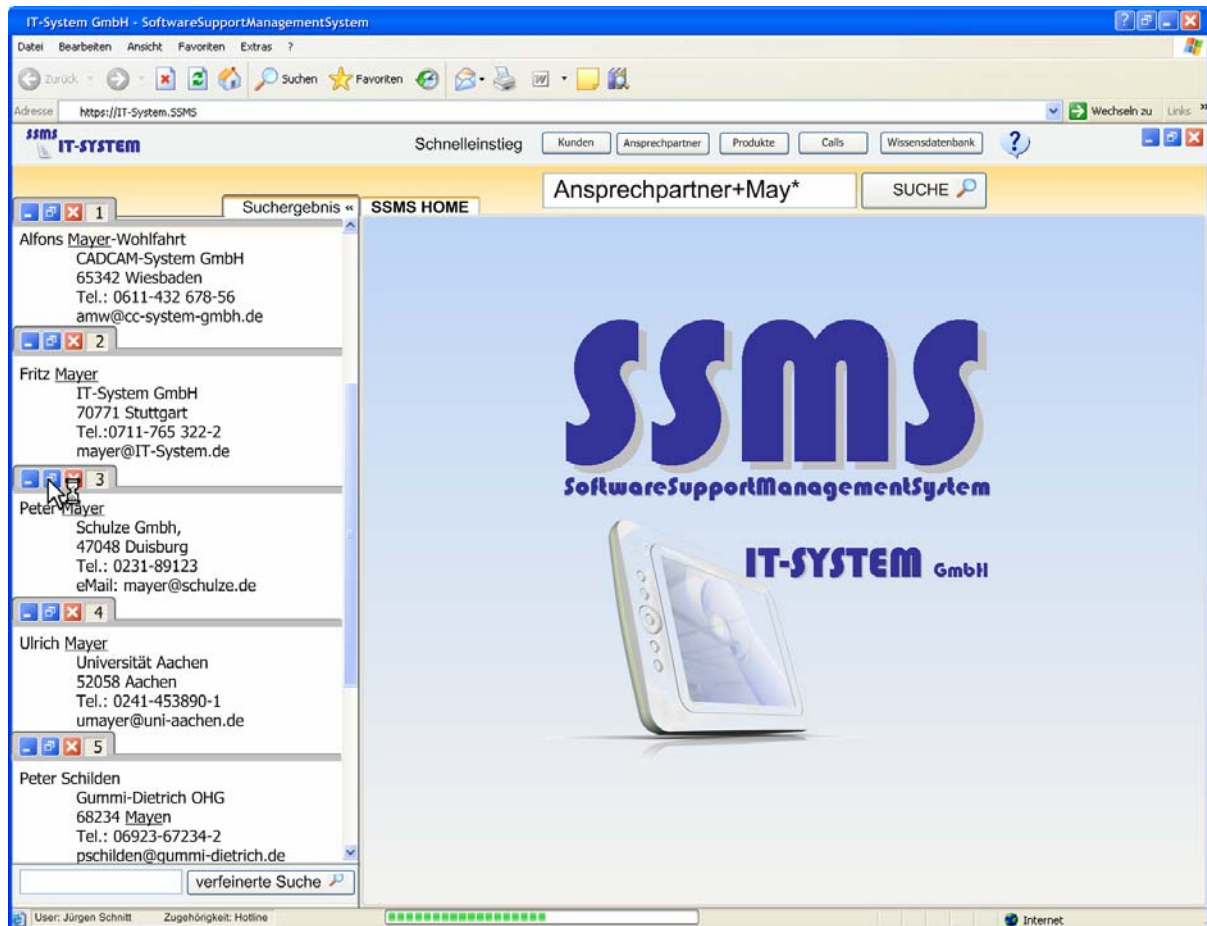 IT-System GmbH - SoftwareSupportManagementSystem
Datei Bearbeiten Ansicht Favoriten Extras ?
Zurück Suchen Favoriten
Adresse https://IT-System.SSMS Wechseln zu Links »
ssms
IT-SYSTEM Schnelleinstieg Kunden Ansprechpartner Produkte Calls Wissensdatenbank ?
Ansprechpartner+May* SUCHE
1 Suchergebnis « SSMS HOME
Alfons Mayer-Wohlfahrt
CADCAM-System GmbH
65342 Wiesbaden
Tel.: 0611-432 678-56
amw@cc-system-gmbh.de
2
Fritz Mayer
IT-System GmbH
70771 Stuttgart
Tel.:0711-765 322-2
mayer@IT-System.de
3
Peter Mayer
Schulze Gmbh,
47048 Duisburg
Tel.: 0231-89123
eMail: mayer@schulze.de
4
Ulrich Mayer
Universität Aachen
52058 Aachen
Tel.: 0241-453890-1
umayer@uni-aachen.de
5
Peter Schilden
Gummi-Dietrich OHG
68234 Mayen
Tel.: 06923-67234-2
pschilden@gummi-dietrich.de
verfeinerte Suche
SSMS
SoftwareSupportManagementSystem
IT-SYSTEM GmbH
User: Jürgen Schnitt Zugehörigkeit: Hotline Internet